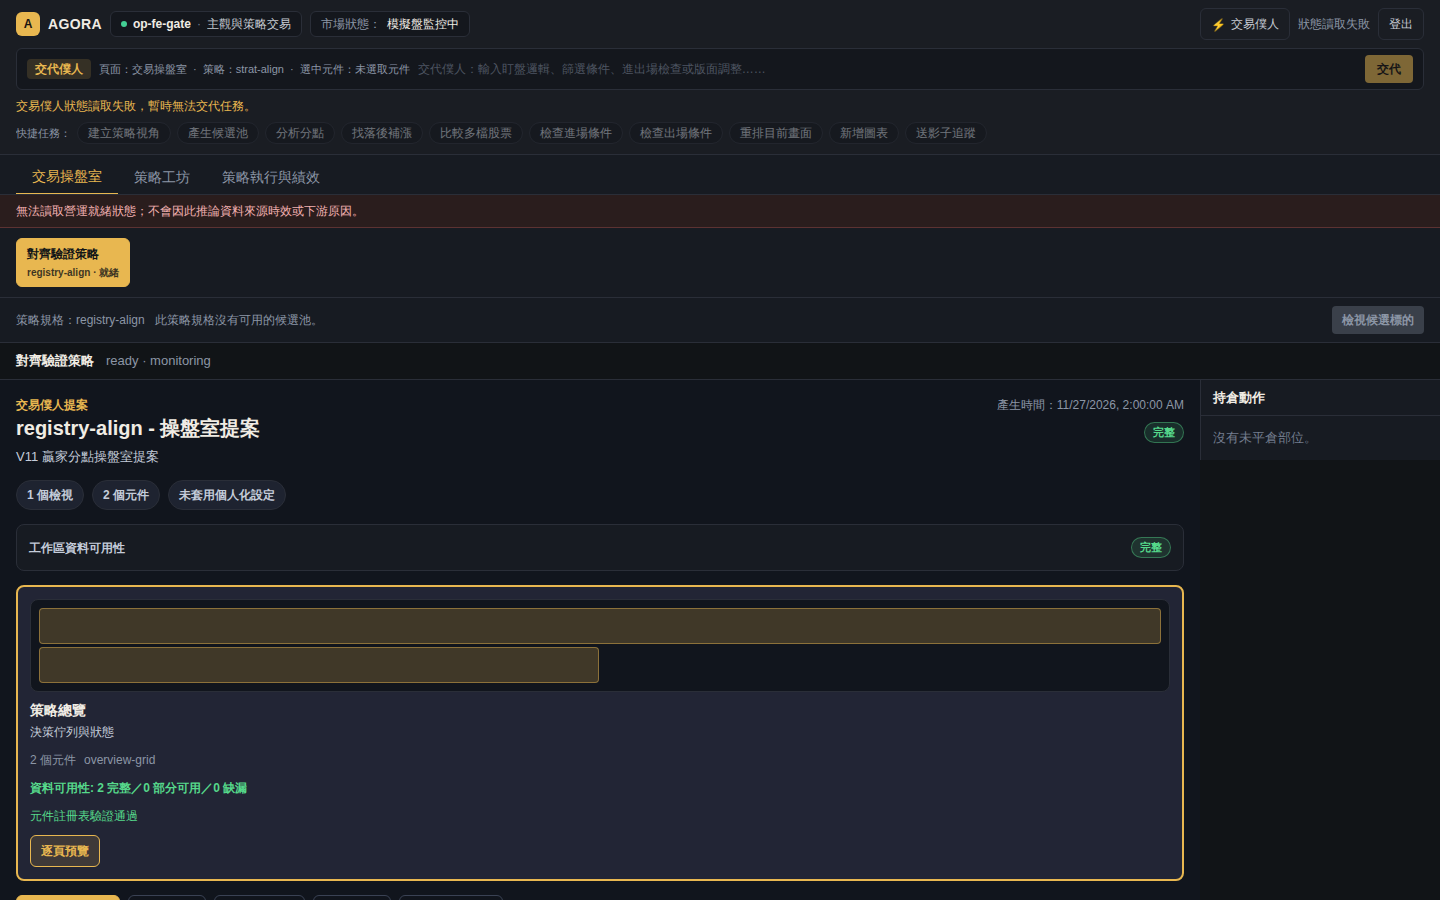 A AGORA op-fe-gate · 主觀與策略交易 市場狀態： 模擬盤監控中 ⚡ 交易僕人 狀態讀取失敗 登出
交代僕人 頁面：交易操盤室 · 策略：strat-align · 選中元件：未選取元件 交代僕人：輸入盯盤邏輯、篩選條件、進出場檢查或版面調整…… 交代
交易僕人狀態讀取失敗，暫時無法交代任務。
快捷任務： 建立策略視角 產生候選池 分析分點 找落後補漲 比較多檔股票 檢查進場條件 檢查出場條件 重排目前畫面 新增圖表 送影子追蹤
交易操盤室 策略工坊 策略執行與績效
無法讀取營運就緒狀態；不會因此推論資料來源時效或下游原因。
對齊驗證策略
registry-align · 就緒
策略規格：registry-align 此策略規格沒有可用的候選池。 檢視候選標的
對齊驗證策略 ready · monitoring
交易僕人提案 產生時間：11/27/2026, 2:00:00 AM
持倉動作
registry-align - 操盤室提案 完整
沒有未平倉部位。
V11 贏家分點操盤室提案
1 個檢視 2 個元件 未套用個人化設定
工作區資料可用性 完整
策略總覽
決策佇列與狀態
2 個元件 overview-grid
資料可用性: 2 完整／0 部分可用／0 缺漏
元件註冊表驗證通過
逐頁預覽